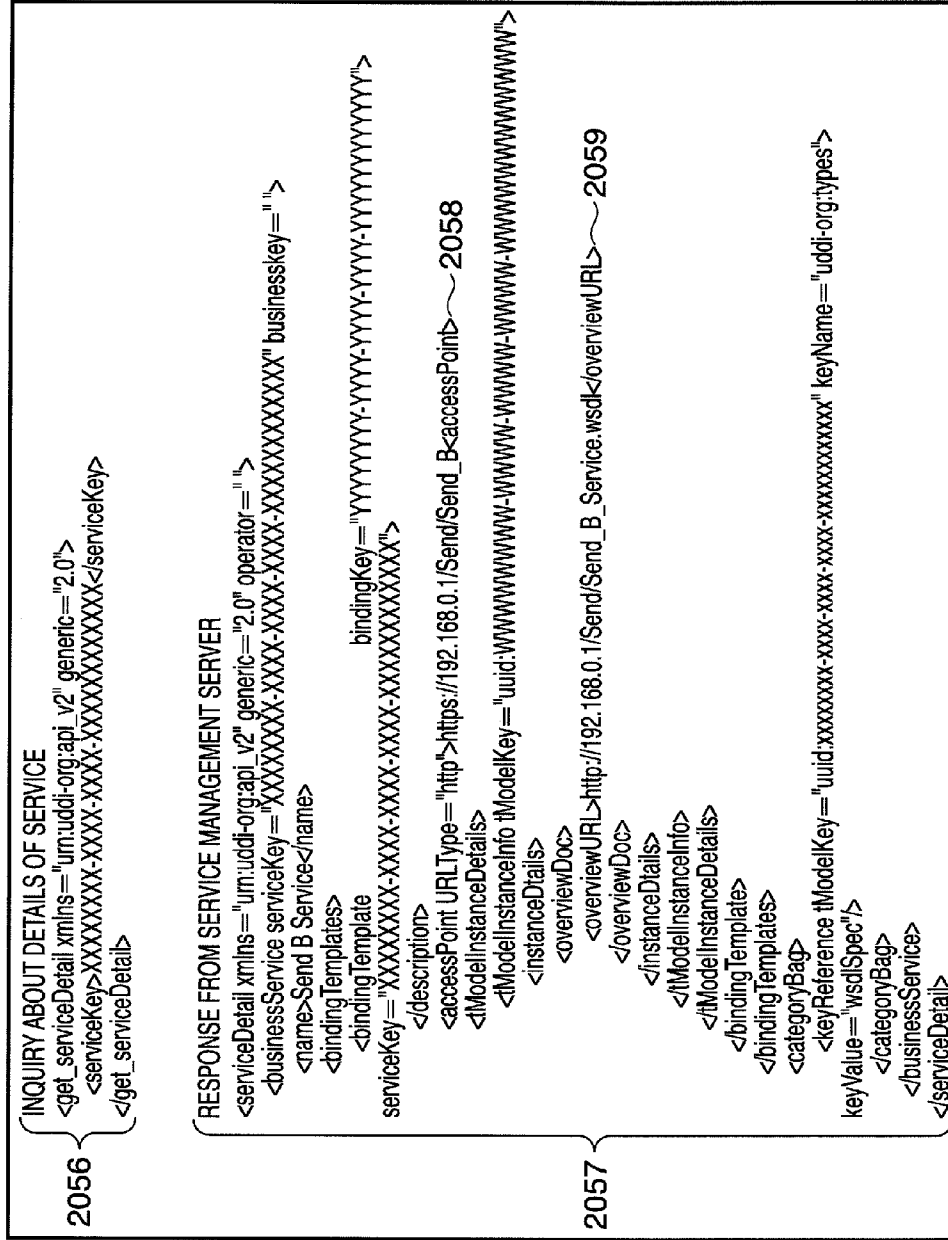 INQUIRY ABOUT DETAILS OF SERVICE
<get_serviceDetail xmlns="urn:uddi-org:api_v2" generic="2.0">
<serviceKey>XXXXXXXX-XXXX-XXXX-XXXX-XXXXXXXXXXXX</serviceKey>
</get_serviceDetail>
2056
RESPONSE FROM SERVICE MANAGEMENT SERVER
<serviceDetail xmlns="urn:uddi-org:api_v2" generic="2.0" operator=" ">
<businessService serviceKey="XXXXXXXX-XXXX-XXXX-XXXX-XXXXXXXXXXXX" businesskey=" ">
<name>Send B Service</name>
<bindingTemplates>
<bindingTemplate bindingKey="YYYYYYYY-YYYY-YYYY-YYYY-YYYYYYYYYYYY">
serviceKey="XXXXXXXX-XXXX-XXXX-XXXX-XXXXXXXXXXXX">
</description>
<accessPoint URLType="http">https://192.168.0.1/Send/Send_B<accessPoint> 2058
<tModelInstanceDetails>
<tModelInstanceInfo tModelKey="uuid:WWWWWWWW-WWWW-WWWW-WWWW-WWWWWWWWWWWW">
<instanceDtails>
<overviewDoc>
<overviewURL>http://192.168.0.1/Send/Send_B_Service.wsdl</overviewURL> 2059
</overviewDoc>
</instanceDtails>
</tModelInstanceInfo>
</tModelInstanceDetails>
</bindingTemplate>
</bindingTemplates>
<categoryBag>
<keyReference tModelKey="uuid:xxxxxxxx-xxxx-xxxx-xxxx-xxxxxxxxxxxx" keyName="uddi-org:types">
keyValue="wsdlSpec"/>
</categoryBag>
</businessService>
</serviceDetail>
2057